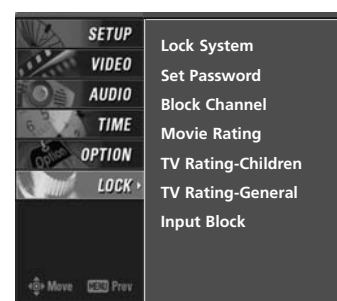 SETUP
VIDEO
AUDIO
TIME
OPTION
LOCK
Move MENU Prev
Lock System
Set Password
Block Channel
Movie Rating
TV Rating-Children
TV Rating-General
Input Block